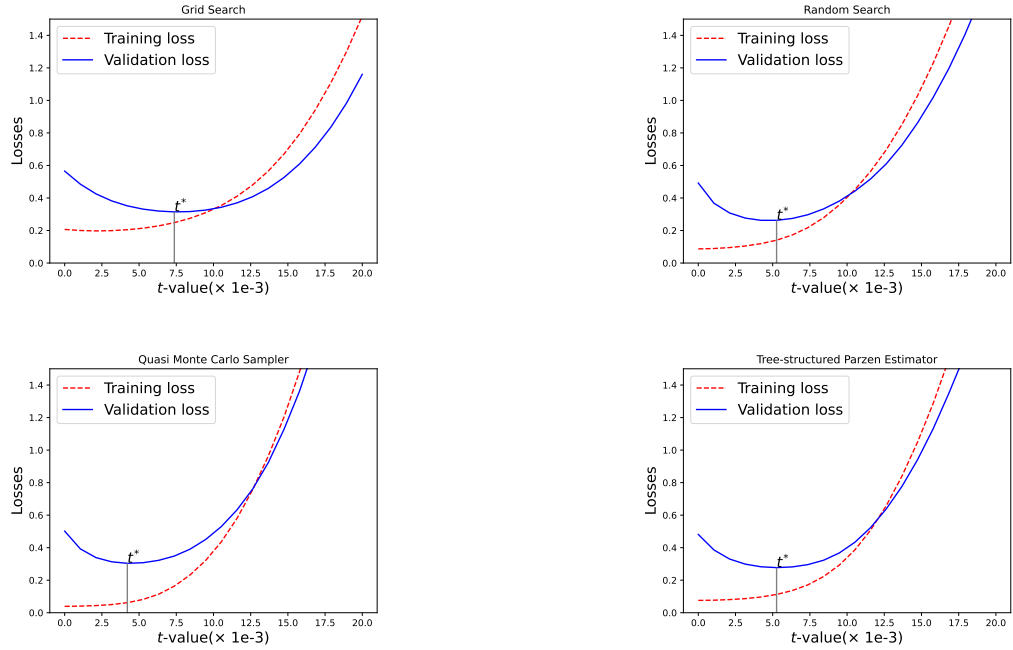 Grid Search
1.4
1.2
1.0
0.8
0.6
0.4
0.2
0.0
Losses
Training loss
Validation loss
t*
0.0 2.5 5.0 7.5 10.0 12.5 15.0 17.5 20.0
t-value(× 1e-3)
Random Search
1.4
1.2
1.0
0.8
0.6
0.4
0.2
0.0
Losses
Training loss
Validation loss
t*
0.0 2.5 5.0 7.5 10.0 12.5 15.0 17.5 20.0
t-value(× 1e-3)
Quasi Monte Carlo Sampler
1.4
1.2
1.0
0.8
0.6
0.4
0.2
0.0
Losses
Training loss
Validation loss
t*
0.0 2.5 5.0 7.5 10.0 12.5 15.0 17.5 20.0
t-value(× 1e-3)
Tree-structured Parzen Estimator
1.4
1.2
1.0
0.8
0.6
0.4
0.2
0.0
Losses
Training loss
Validation loss
t*
0.0 2.5 5.0 7.5 10.0 12.5 15.0 17.5 20.0
t-value(× 1e-3)